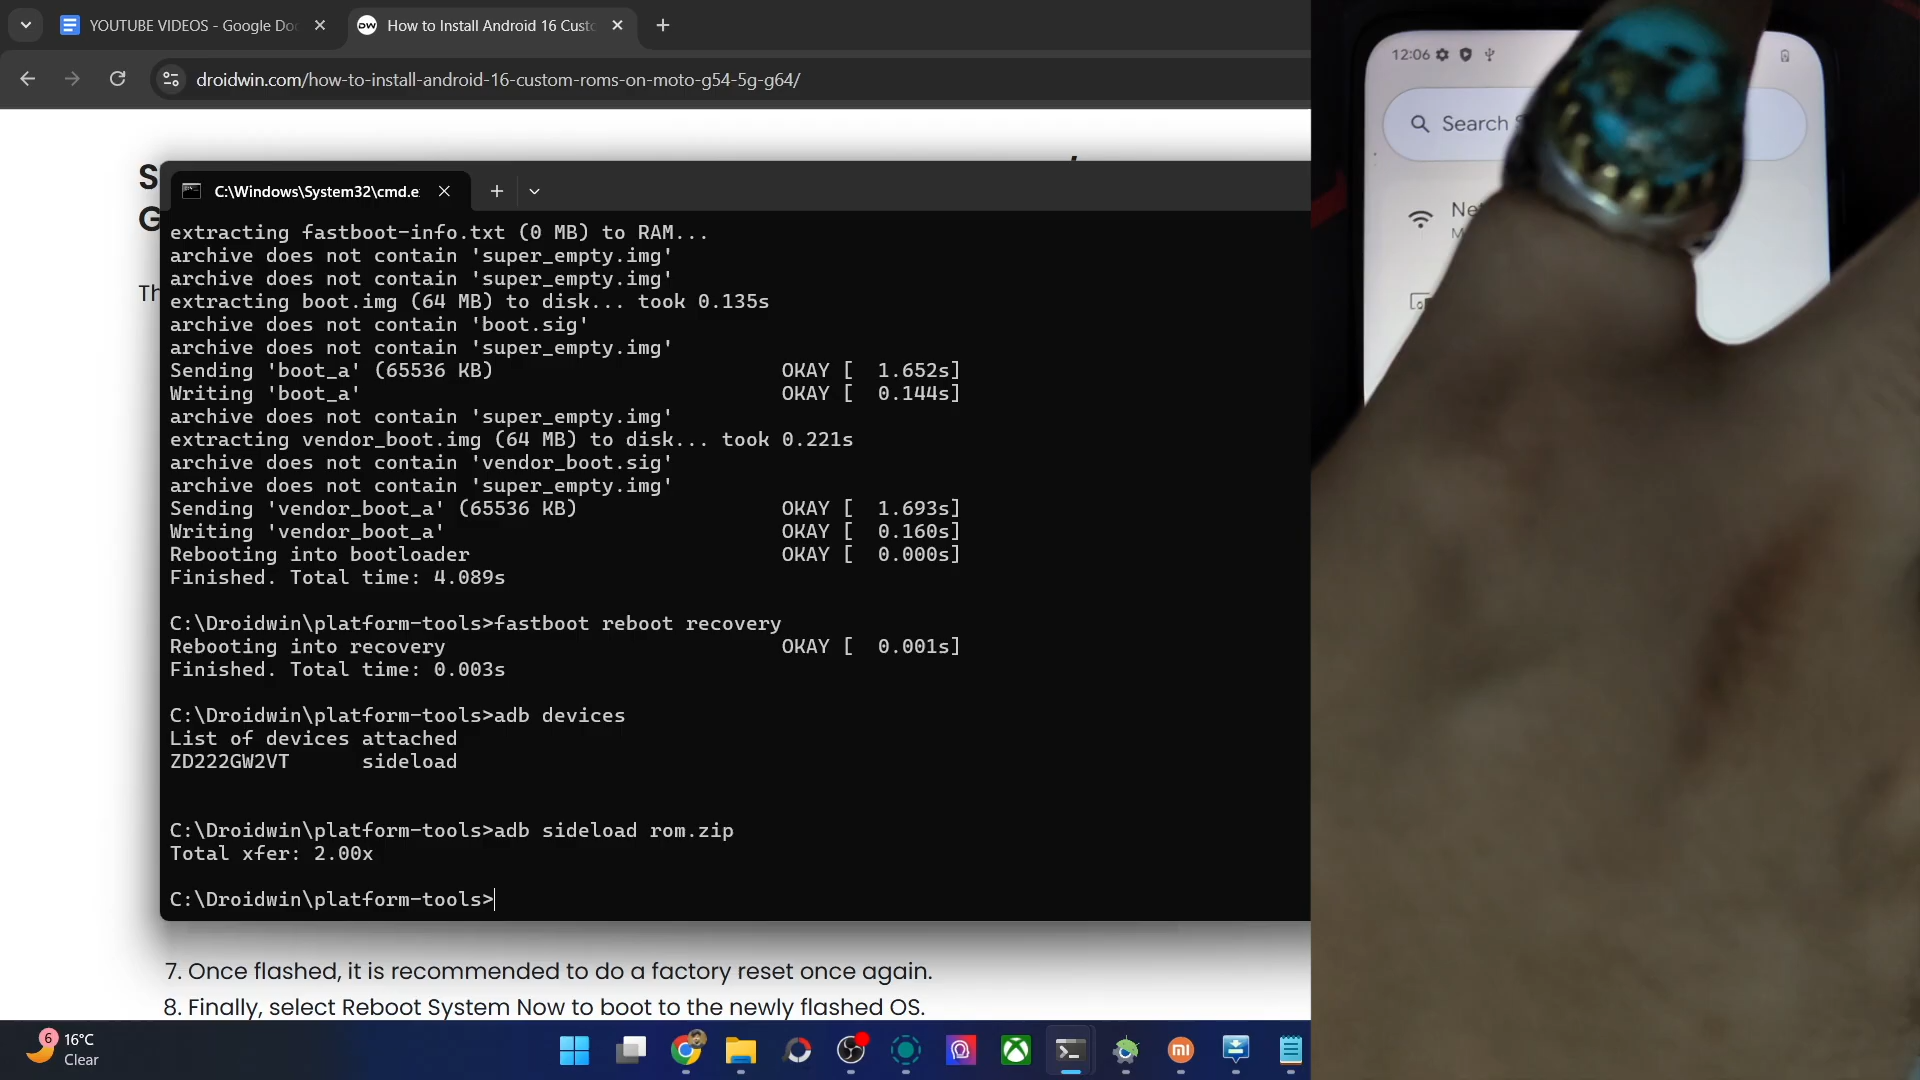 YOUTUBE VIDEOS - Google Do
How to Install Android 16 Custo
droidwin.com/how-to-install-android-16-custom-roms-on-moto-g54-5g-g64/
S
G
Th
C:\Windows\System32\cmd.e
extracting fastboot-info.txt (0 MB) to RAM...
archive does not contain 'super_empty.img'
archive does not contain 'super_empty.img'
extracting boot.img (64 MB) to disk... took 0.135s
archive does not contain 'boot.sig'
archive does not contain 'super_empty.img'
Sending 'boot_a' (65536 KB) OKAY [ 1.652s]
Writing 'boot_a' OKAY [ 0.144s]
archive does not contain 'super_empty.img'
extracting vendor_boot.img (64 MB) to disk... took 0.221s
archive does not contain 'vendor_boot.sig'
archive does not contain 'super_empty.img'
Sending 'vendor_boot_a' (65536 KB) OKAY [ 1.693s]
Writing 'vendor_boot_a' OKAY [ 0.160s]
Rebooting into bootloader OKAY [ 0.000s]
Finished. Total time: 4.089s
C:\Droidwin\platform-tools>fastboot reboot recovery
Rebooting into recovery OKAY [ 0.001s]
Finished. Total time: 0.003s
C:\Droidwin\platform-tools>adb devices
List of devices attached
ZD222GW2VT sideload
C:\Droidwin\platform-tools>adb sideload rom.zip
Total xfer: 2.00x
C:\Droidwin\platform-tools>
7. Once flashed, it is recommended to do a factory reset once again.
8. Finally, select Reboot System Now to boot to the newly flashed OS.
6
16°C
Clear
12:06
Search
Ne